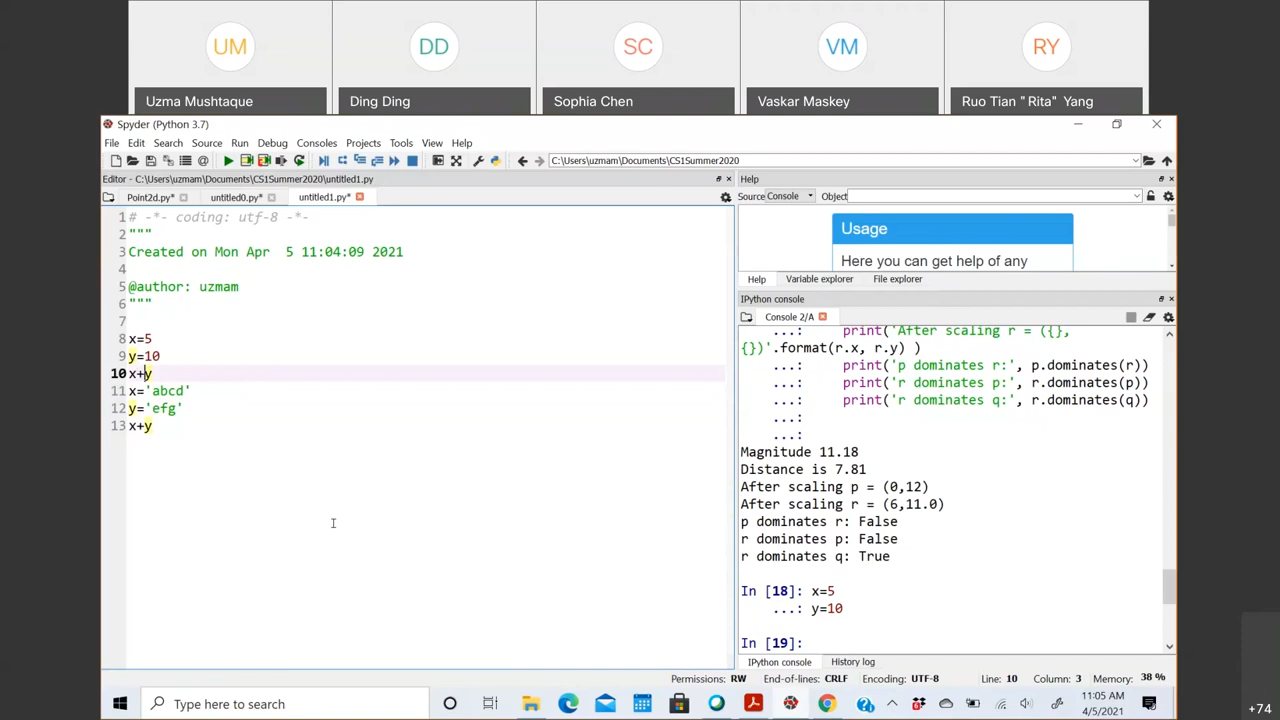 UM
DD
SC
VM
RY
Uzma Mushtaque
Ding Ding
Sophia Chen
Vaskar Maskey
Ruo Tian "Rita" Yang
Spyder (Python 3.7)
File Edit Search Source Run Debug Consoles Projects Tools View Help
C:\Users\uzmam\Documents\CS1Summer2020
Editor - C:\Users\uzmam\Documents\CS1Summer2020\untitled1.py
Point2d.py* untitled0.py* untitled1.py*
1 # -*- coding: utf-8 -*-
2 """
3 Created on Mon Apr  5 11:04:09 2021
4
5 @author: uzmam
6 """
7
8 x=5
9 y=10
10 x+y
11 x='abcd'
12 y='efg'
13 x+y
Help
Source Console Object
Usage
Here you can get help of any
Help Variable explorer File explorer
IPython console
Console 2/A
...:     print('After scaling r = ({},
{})'.format(r.x, r.y) )
...:     print('p dominates r:', p.dominates(r))
...:     print('r dominates p:', r.dominates(p))
...:     print('r dominates q:', r.dominates(q))
...:
...:
Magnitude 11.18
Distance is 7.81
After scaling p = (0,12)
After scaling r = (6,11.0)
p dominates r: False
r dominates p: False
r dominates q: True
In [18]: x=5
...: y=10
In [19]:
IPython console History log
Permissions: RW End-of-lines: CRLF Encoding: UTF-8 Line: 10 Column: 3 Memory: 38 %
Type here to search
11:05 AM
4/5/2021
+74